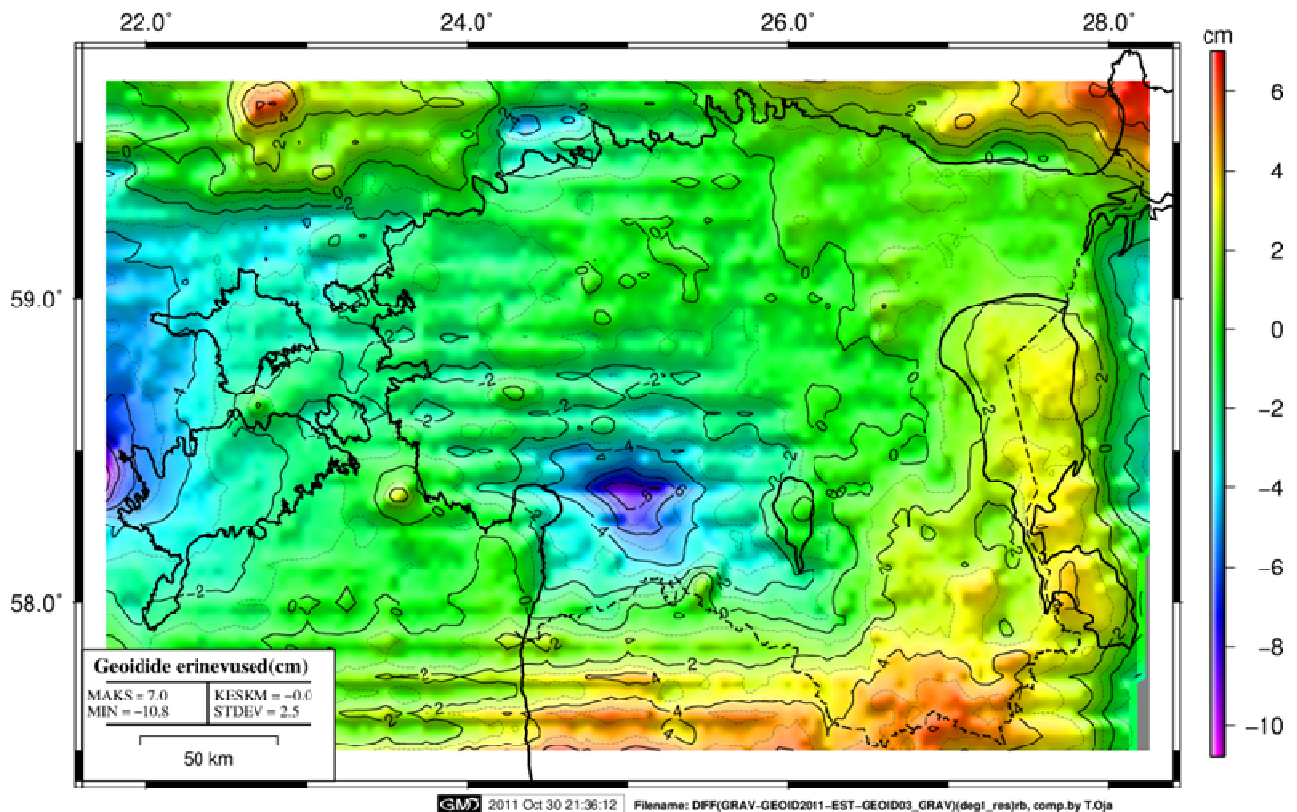 22.0° 24.0° 26.0° 28.0°
cm
59.0°
58.0°
6
4
2
0
−2
−4
−6
−8
−10
Geoidide erinevused(cm)
MAKS = 7.0 KESKM = −0.0
MIN = −10.8 STDEV = 2.5
50 km
GMD 2011 Oct 30 21:36:12 Filename: DIFF(GRAV-GEOID2011-EST-GEOID03_GRAV)(deg1_res)rb, comp.by T.Oja